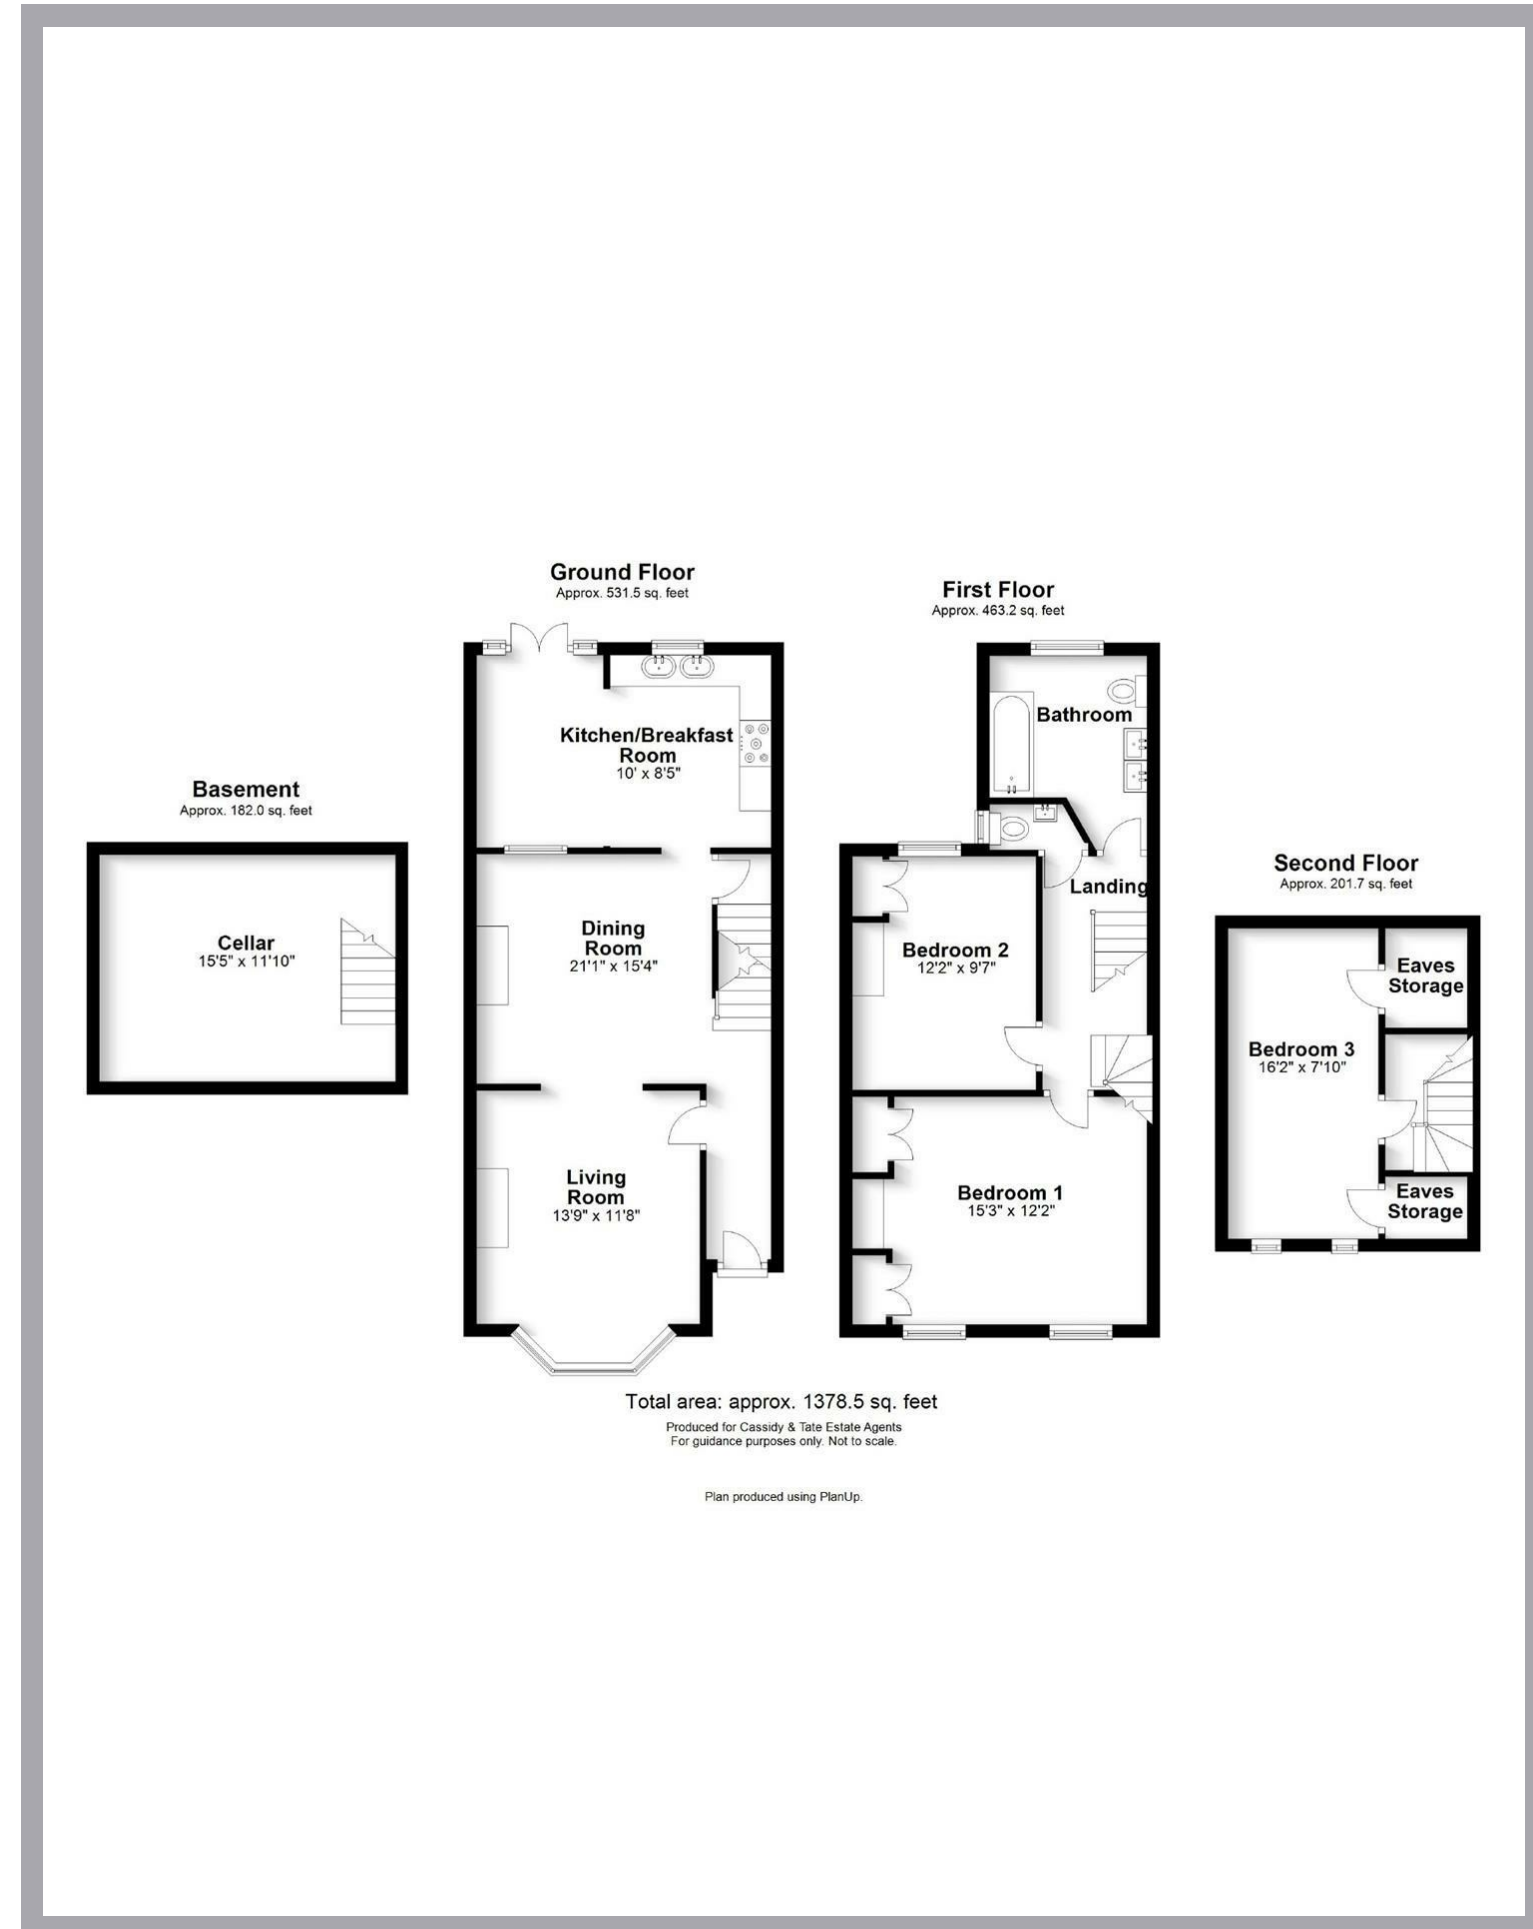 Basement
Approx. 182.0 sq. feet
Cellar
15'5" x 11'10"
Ground Floor
Approx. 531.5 sq. feet
Kitchen/Breakfast
Room
10' x 8'5"
Dining
Room
21'1" x 15'4"
Living
Room
13'9" x 11'8"
First Floor
Approx. 463.2 sq. feet
Bathroom
Landing
Bedroom 2
12'2" x 9'7"
Bedroom 1
15'3" x 12'2"
Second Floor
Approx. 201.7 sq. feet
Eaves
Storage
Bedroom 3
16'2" x 7'10"
Eaves
Storage
Total area: approx. 1378.5 sq. feet
Produced for Cassidy & Tate Estate Agents
For guidance purposes only. Not to scale.
Plan produced using PlanUp.